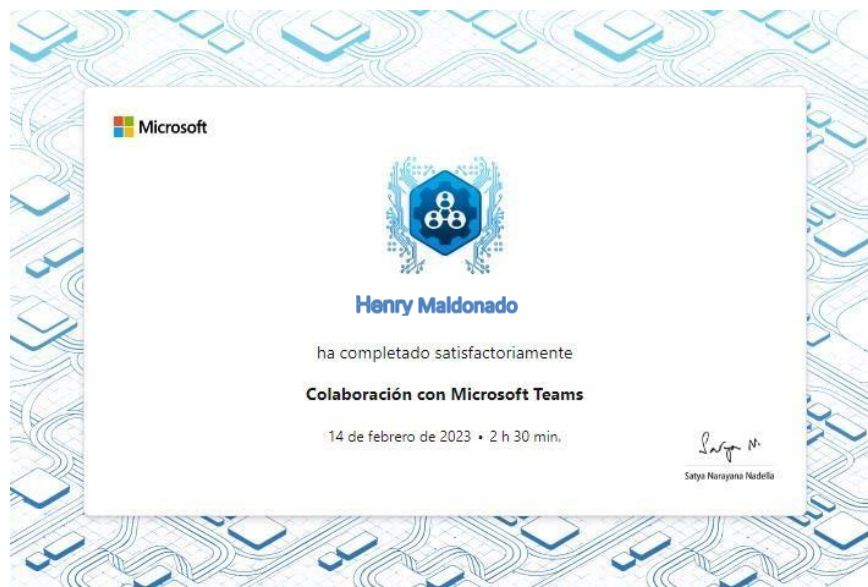 Microsoft
Henry Maldonado
ha completado satisfactoriamente
Colaboración con Microsoft Teams
14 de febrero de 2023 • 2 h 30 min.
Satya N.
Satya Narayana Nadella